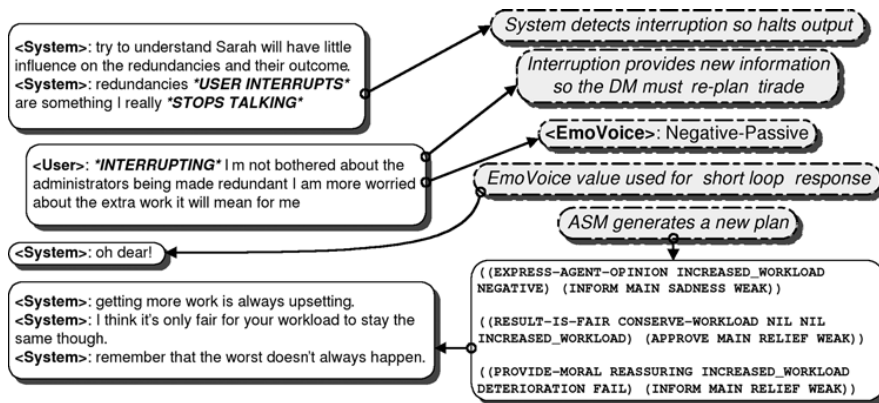 <System>: try to understand Sarah will have little
influence on the redundancies and their outcome.
<System>: redundancies *USER INTERRUPTS*
are something I really *STOPS TALKING*
System detects interruption so halts output
Interruption provides new information
so the DM must re-plan tirade
<EmoVoice>: Negative-Passive
<User>: *INTERRUPTING* I m not bothered about the
administrators being made redundant I am more worried
about the extra work it will mean for me
EmoVoice value used for short loop response
ASM generates a new plan
<System>: oh dear!
<System>: getting more work is always upsetting.
<System>: I think it's only fair for your workload to stay the
same though.
<System>: remember that the worst doesn't always happen.
((EXPRESS-AGENT-OPINION INCREASED_WORKLOAD
NEGATIVE) (INFORM MAIN SADNESS WEAK))
((RESULT-IS-FAIR CONSERVE-WORKLOAD NIL NIL
INCREASED_WORKLOAD) (APPROVE MAIN RELIEF WEAK))
((PROVIDE-MORAL REASSURING INCREASED_WORKLOAD
DETERIORATION FAIL) (INFORM MAIN RELIEF WEAK))